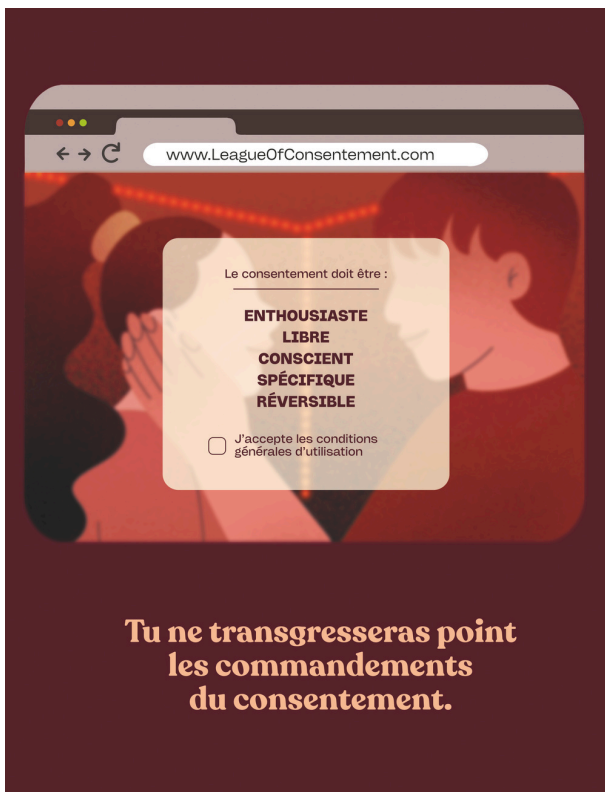 www.LeagueOfConsentement.com
Le consentement doit être :
ENTHOUSIASTE
LIBRE
CONSCIENT
SPÉCIFIQUE
RÉVERSIBLE
J'accepte les conditions
générales d'utilisation
Tu ne transgresseras point
les commandements
du consentement.